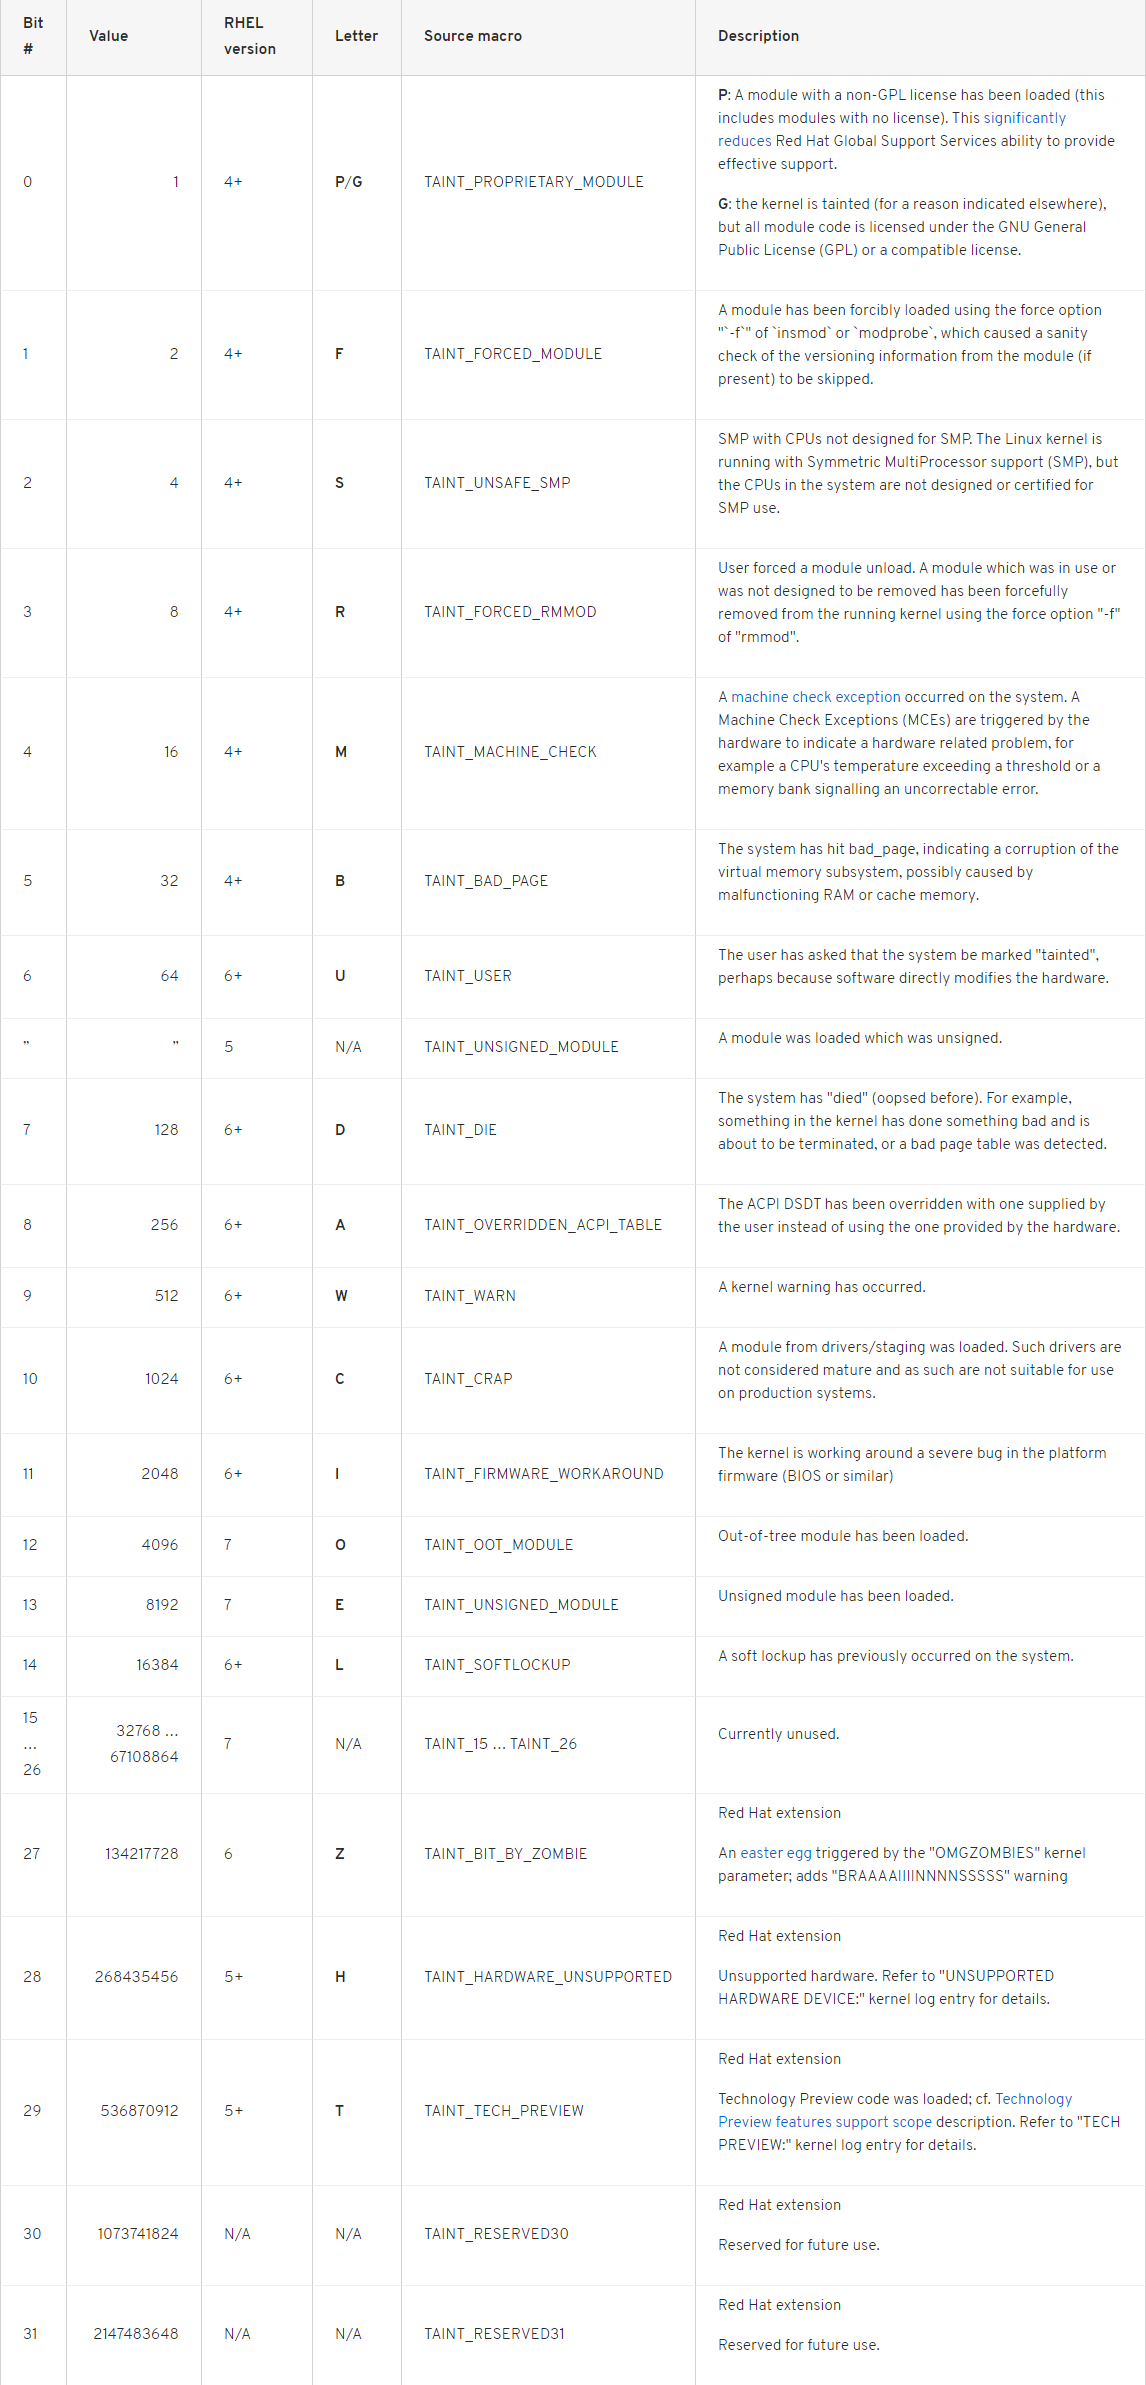 Bit
#
Value
RHEL
version
Letter
Source macro
Description
0
1
4+
P/G
TAINT_PROPRIETARY_MODULE
P: A module with a non-GPL license has been loaded (this
includes modules with no license). This significantly
reduces Red Hat Global Support Services ability to provide
effective support.
G: the kernel is tainted (for a reason indicated elsewhere),
but all module code is licensed under the GNU General
Public License (GPL) or a compatible license.
1
2
4+
F
TAINT_FORCED_MODULE
A module has been forcibly loaded using the force option
"`-f`" of `insmod` or `modprobe`, which caused a sanity
check of the versioning information from the module (if
present) to be skipped.
2
4
4+
S
TAINT_UNSAFE_SMP
SMP with CPUs not designed for SMP. The Linux kernel is
running with Symmetric MultiProcessor support (SMP), but
the CPUs in the system are not designed or certified for
SMP use.
3
8
4+
R
TAINT_FORCED_RMMOD
User forced a module unload. A module which was in use or
was not designed to be removed has been forcefully
removed from the running kernel using the force option "-f"
of "rmmod".
4
16
4+
M
TAINT_MACHINE_CHECK
A machine check exception occurred on the system. A
Machine Check Exceptions (MCEs) are triggered by the
hardware to indicate a hardware related problem, for
example a CPU's temperature exceeding a threshold or a
memory bank signalling an uncorrectable error.
5
32
4+
B
TAINT_BAD_PAGE
The system has hit bad_page, indicating a corruption of the
virtual memory subsystem, possibly caused by
malfunctioning RAM or cache memory.
6
64
6+
U
TAINT_USER
The user has asked that the system be marked "tainted",
perhaps because software directly modifies the hardware.
”
”
5
N/A
TAINT_UNSIGNED_MODULE
A module was loaded which was unsigned.
7
128
6+
D
TAINT_DIE
The system has "died" (oopsed before). For example,
something in the kernel has done something bad and is
about to be terminated, or a bad page table was detected.
8
256
6+
A
TAINT_OVERRIDDEN_ACPI_TABLE
The ACPI DSDT has been overridden with one supplied by
the user instead of using the one provided by the hardware.
9
512
6+
W
TAINT_WARN
A kernel warning has occurred.
10
1024
6+
C
TAINT_CRAP
A module from drivers/staging was loaded. Such drivers are
not considered mature and as such are not suitable for use
on production systems.
11
2048
6+
I
TAINT_FIRMWARE_WORKAROUND
The kernel is working around a severe bug in the platform
firmware (BIOS or similar)
12
4096
7
O
TAINT_OOT_MODULE
Out-of-tree module has been loaded.
13
8192
7
E
TAINT_UNSIGNED_MODULE
Unsigned module has been loaded.
14
16384
6+
L
TAINT_SOFTLOCKUP
A soft lockup has previously occurred on the system.
15
...
26
32768 ...
67108864
7
N/A
TAINT_15 ... TAINT_26
Currently unused.
27
134217728
6
Z
TAINT_BIT_BY_ZOMBIE
Red Hat extension
An easter egg triggered by the "OMGZOMBIES" kernel
parameter; adds "BRAAAAIIIINNNNSSSSS" warning
28
268435456
5+
H
TAINT_HARDWARE_UNSUPPORTED
Red Hat extension
Unsupported hardware. Refer to "UNSUPPORTED
HARDWARE DEVICE:" kernel log entry for details.
29
536870912
5+
T
TAINT_TECH_PREVIEW
Red Hat extension
Technology Preview code was loaded; cf. Technology
Preview features support scope description. Refer to "TECH
PREVIEW:" kernel log entry for details.
30
1073741824
N/A
N/A
TAINT_RESERVED30
Red Hat extension
Reserved for future use.
31
2147483648
N/A
N/A
TAINT_RESERVED31
Red Hat extension
Reserved for future use.